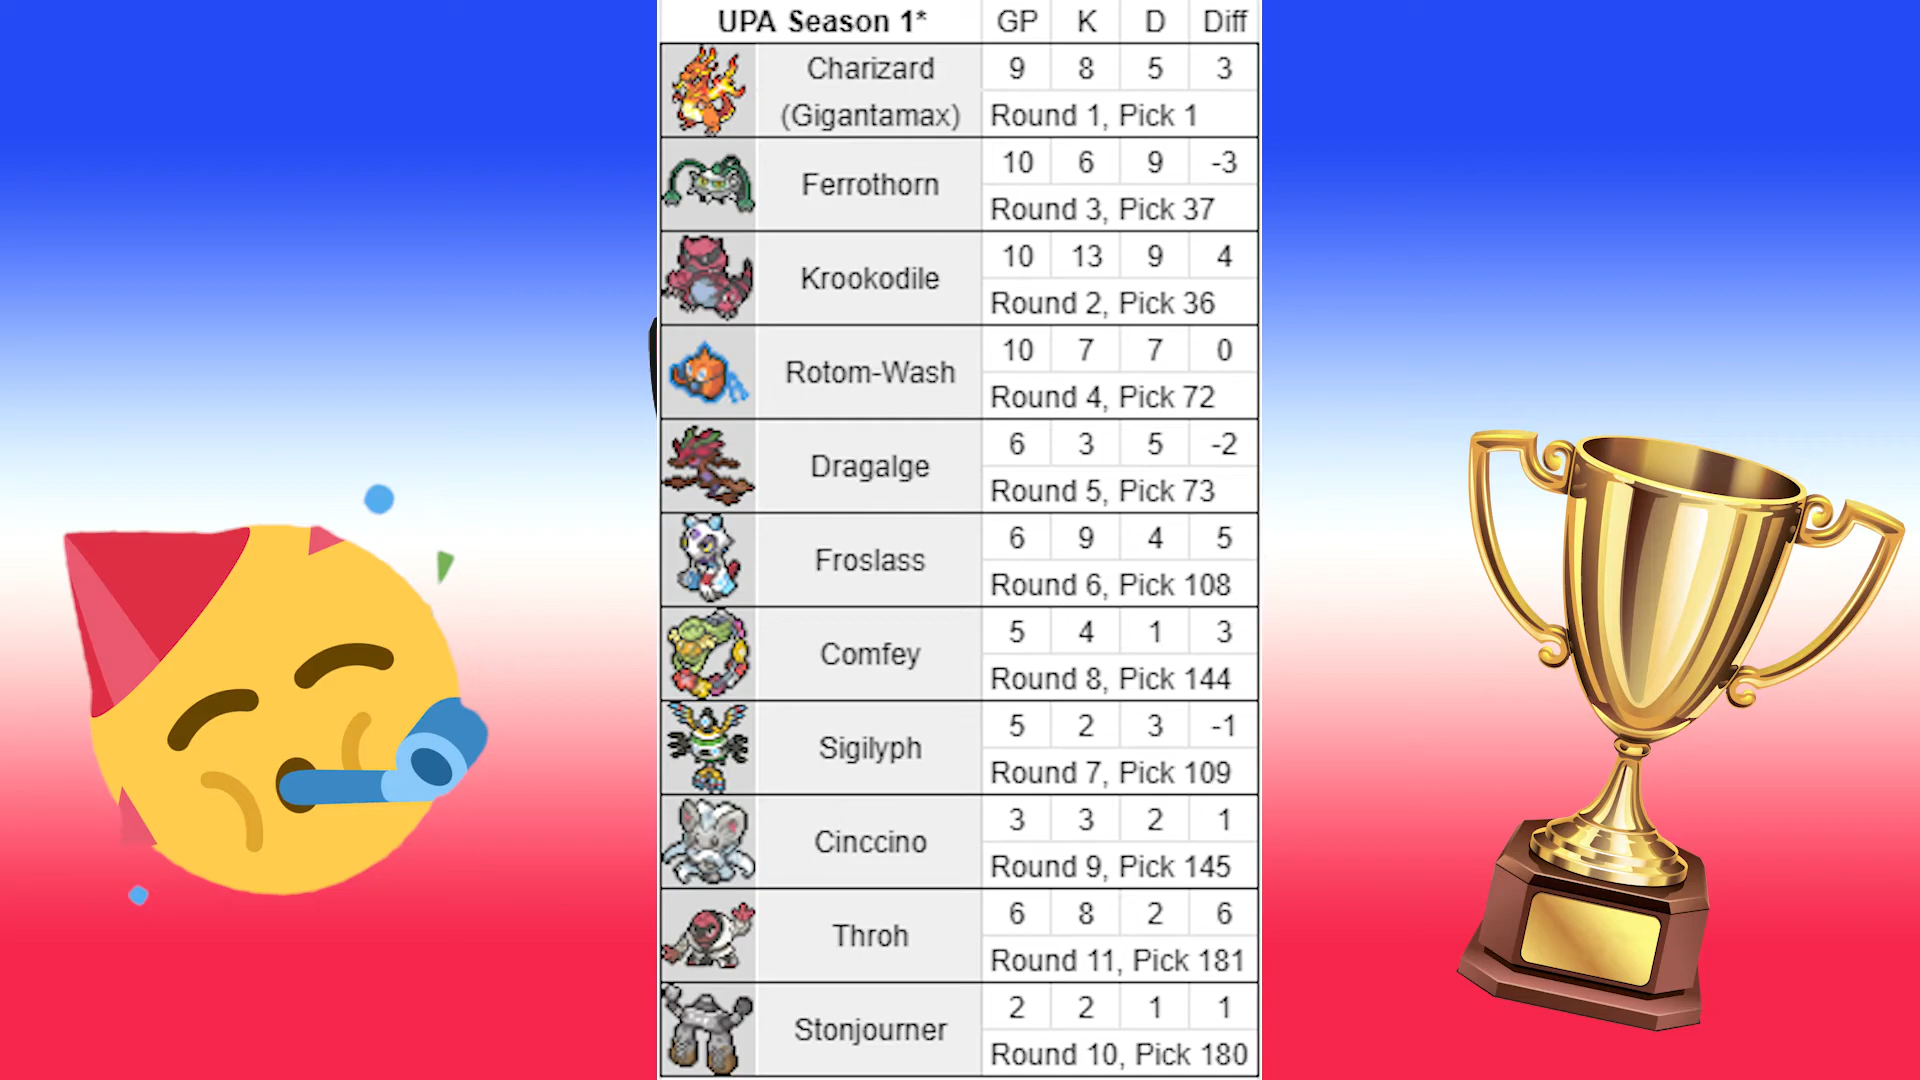 UPA Season 1* GP K D Diff
Charizard 9 8 5 3
(Gigantamax) Round 1, Pick 1
Ferrothorn 10 6 9 -3
Round 3, Pick 37
Krookodile 10 13 9 4
Round 2, Pick 36
Rotom-Wash 10 7 7 0
Round 4, Pick 72
Dragalge 6 3 5 -2
Round 5, Pick 73
Froslass 6 9 4 5
Round 6, Pick 108
Comfey 5 4 1 3
Round 8, Pick 144
Sigilyph 5 2 3 -1
Round 7, Pick 109
Cinccino 3 3 2 1
Round 9, Pick 145
Throh 6 8 2 6
Round 11, Pick 181
Stonjourner 2 2 1 1
Round 10, Pick 180